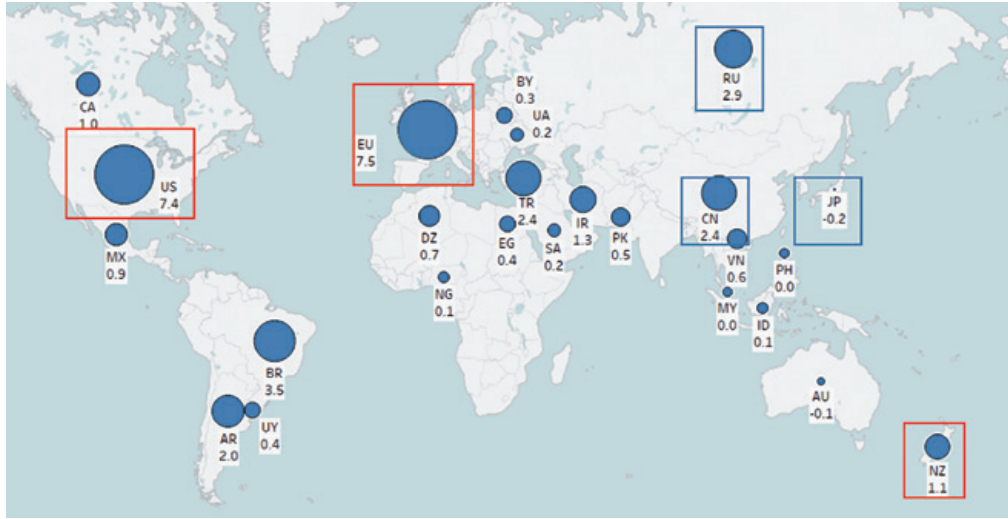 CA
1.0
US
7.4
MX
0.9
BR
3.5
AR
2.0
UY
0.4
EU
7.5
BY
0.3
UA
0.2
TR
2.4
DZ
0.7
EG
0.4
SA
0.2
IR
1.3
PK
0.5
NG
0.1
RU
2.9
CN
2.4
JP
-0.2
VN
0.6
PH
0.0
MY
0.0
ID
0.1
AU
-0.1
NZ
1.1